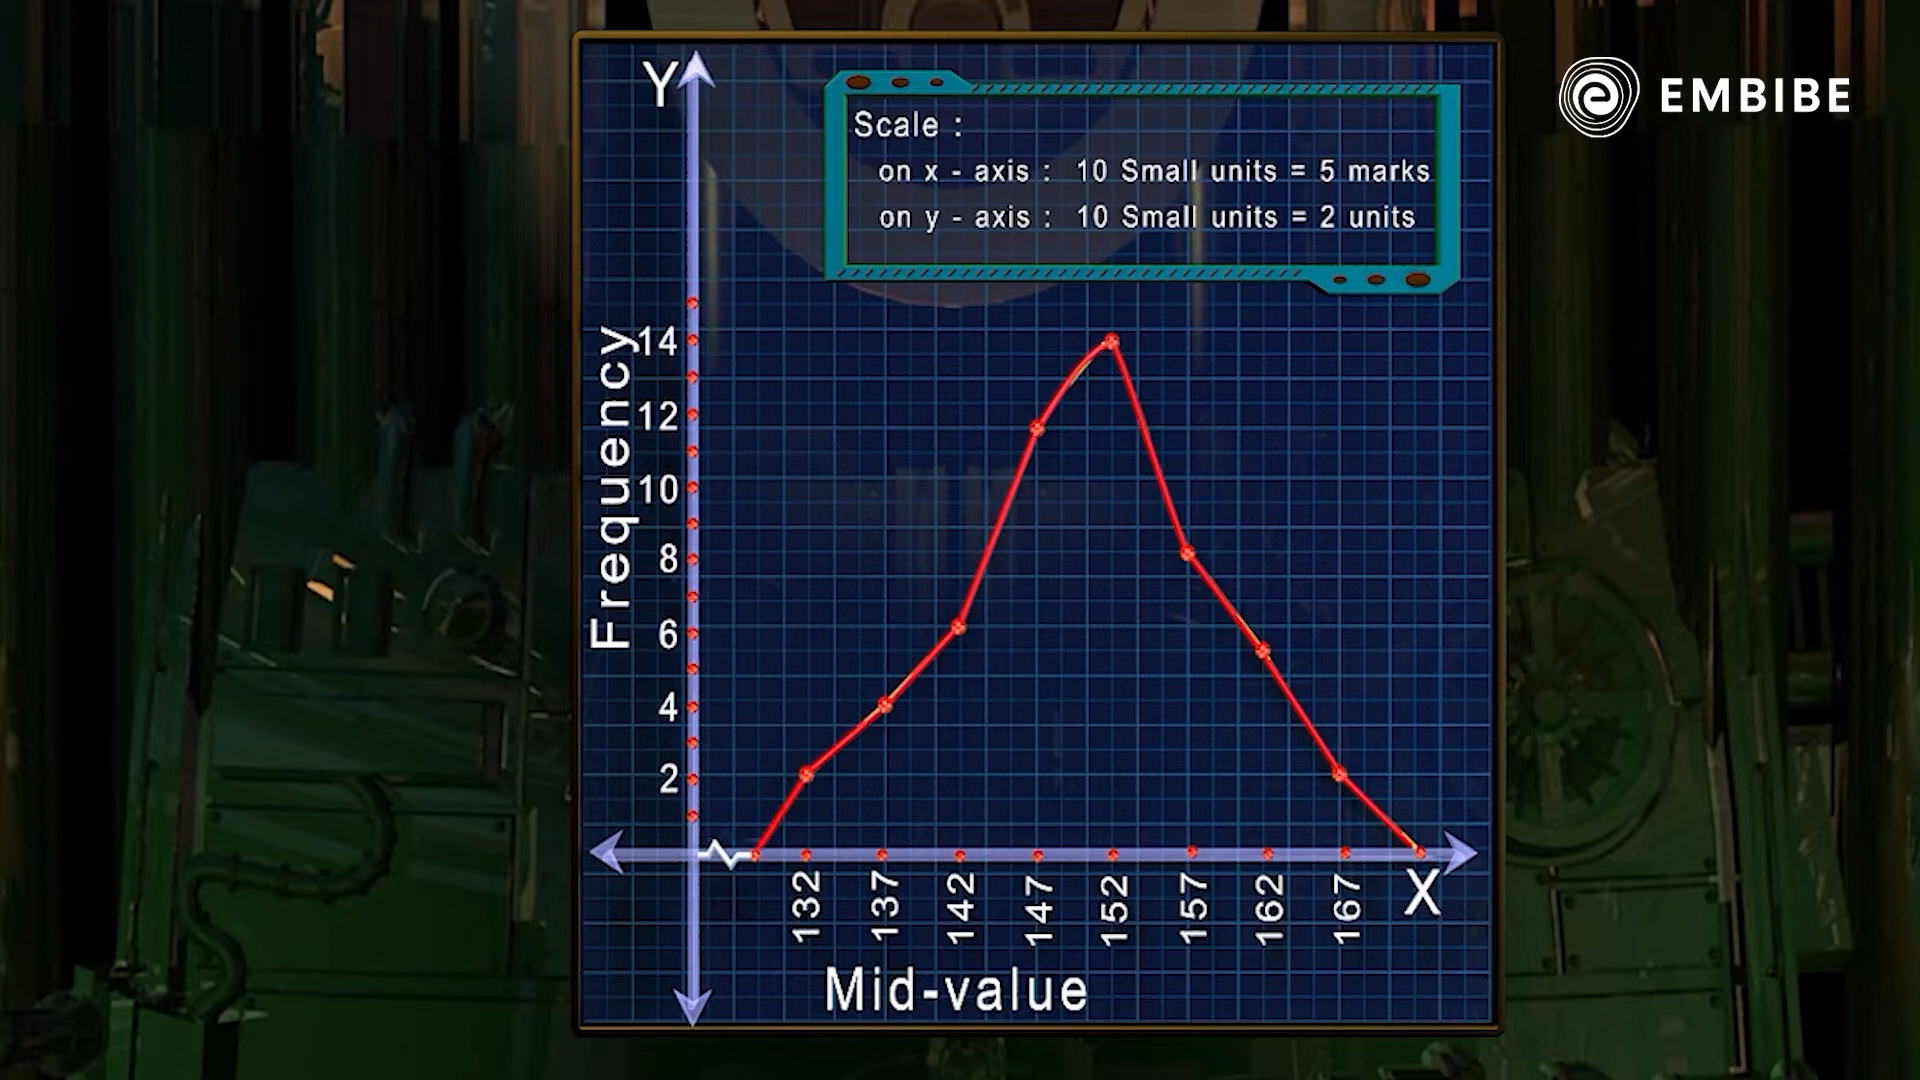 EMBIBE
Y
Scale :
on x - axis : 10 Small units = 5 marks
on y - axis : 10 Small units = 2 units
Frequency
14
12
10
8
6
4
2
132 137 142 147 152 157 162 167 X
Mid-value